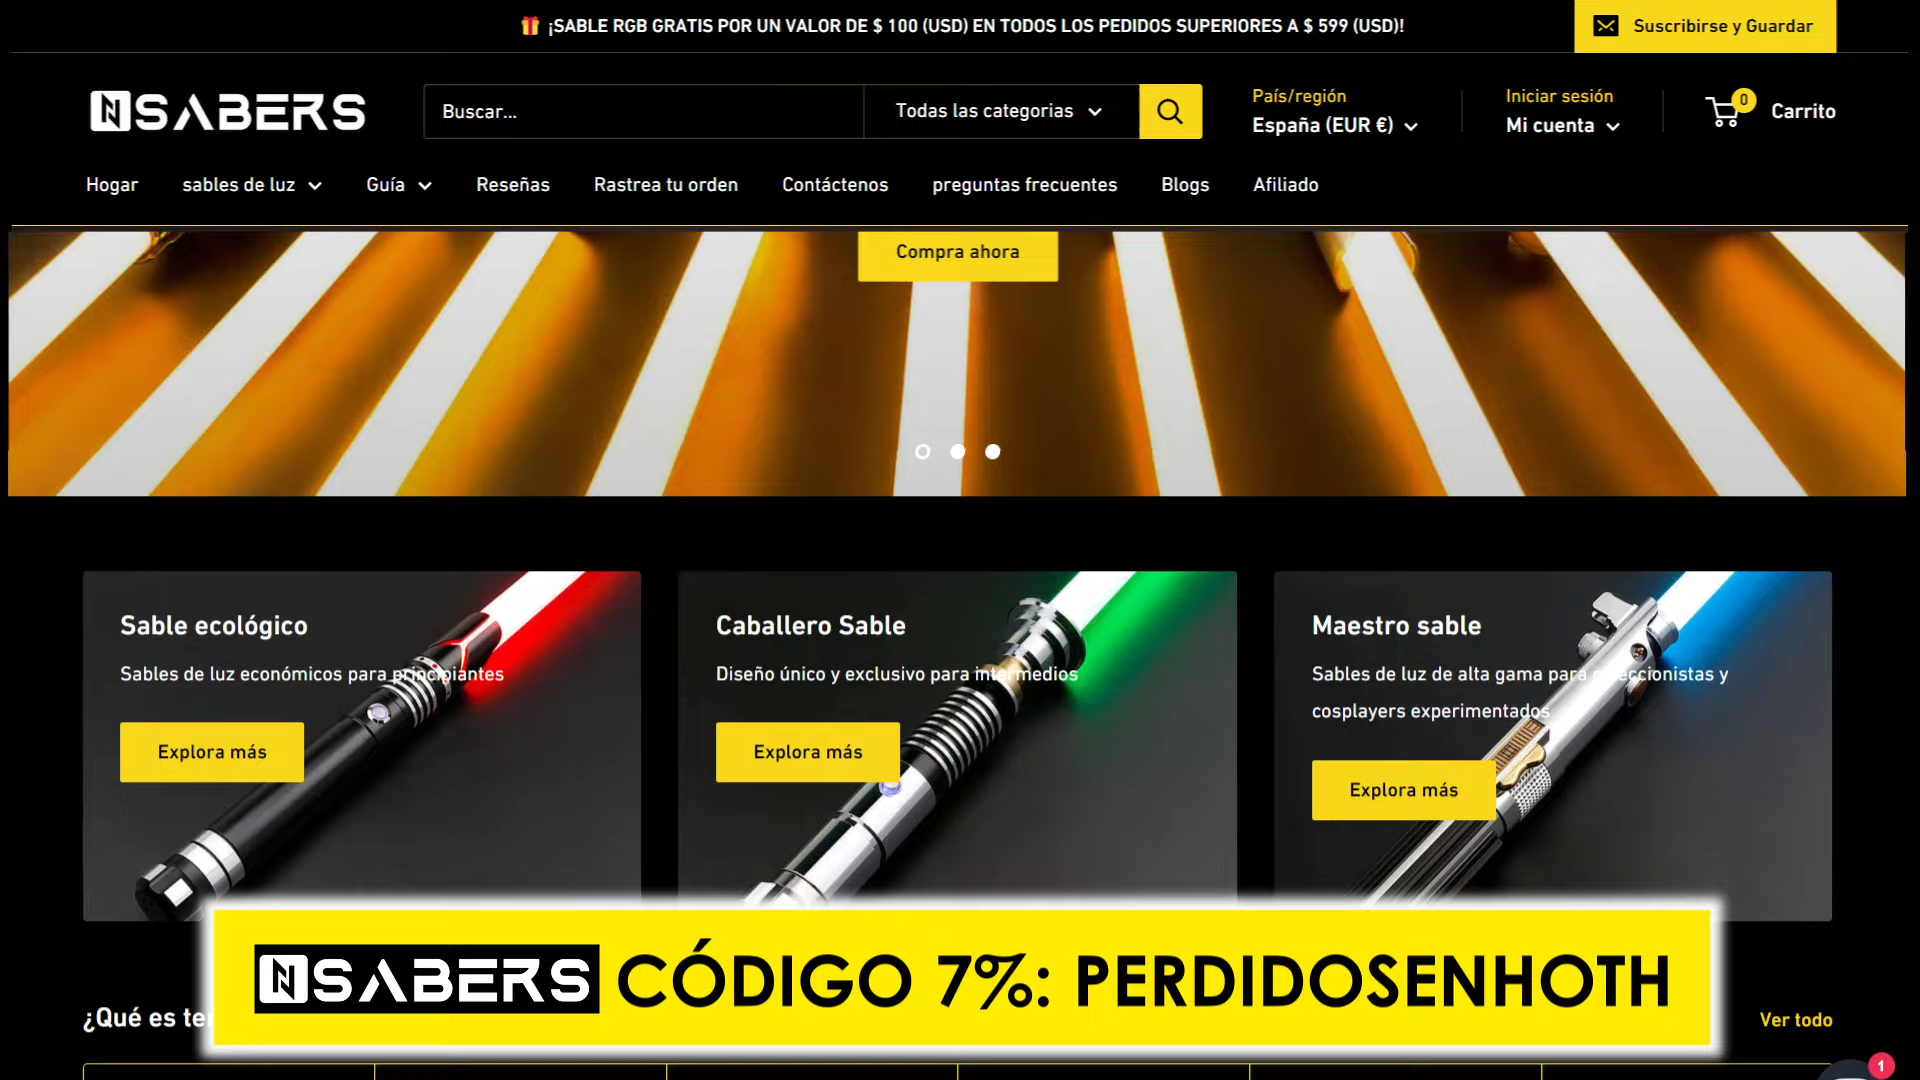 ¡SABLE RGB GRATIS POR UN VALOR DE $ 100 (USD) EN TODOS LOS PEDIDOS SUPERIORES A $ 599 (USD)!
Suscribirse y Guardar
NSABERS
Buscar...
Todas las categorias
País/región
España (EUR €)
Iniciar sesión
Mi cuenta
0
Carrito
Hogar
sables de luz
Guía
Reseñas
Rastrea tu orden
Contáctenos
preguntas frecuentes
Blogs
Afiliado
Compra ahora
Sable ecológico
Sables de luz económicos para principiantes
Explora más
Caballero Sable
Diseño único y exclusivo para intermedios
Explora más
Maestro sable
Sables de luz de alta gama para coleccionistas y
cosplayers experimentados
Explora más
NSABERS CÓDIGO 7%: PERDIDOSENHOTH
¿Qué es
Ver todo
1